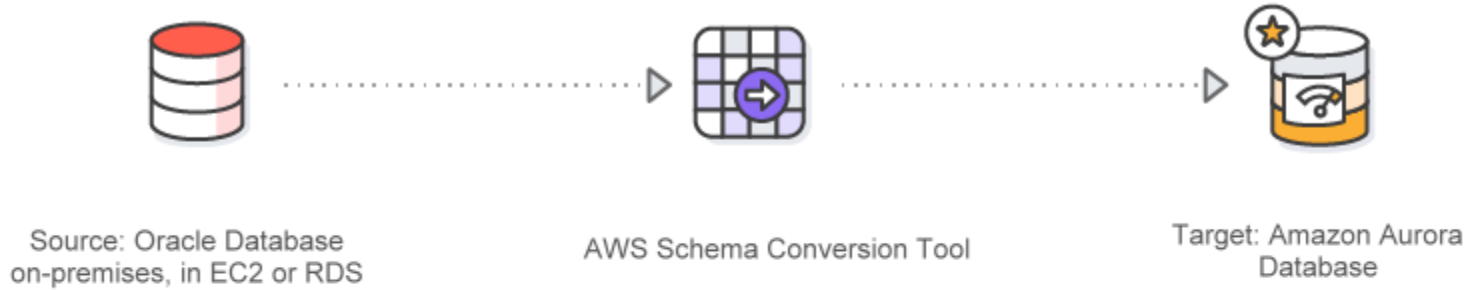 Source: Oracle Database
on-premises, in EC2 or RDS
AWS Schema Conversion Tool
Target: Amazon Aurora
Database